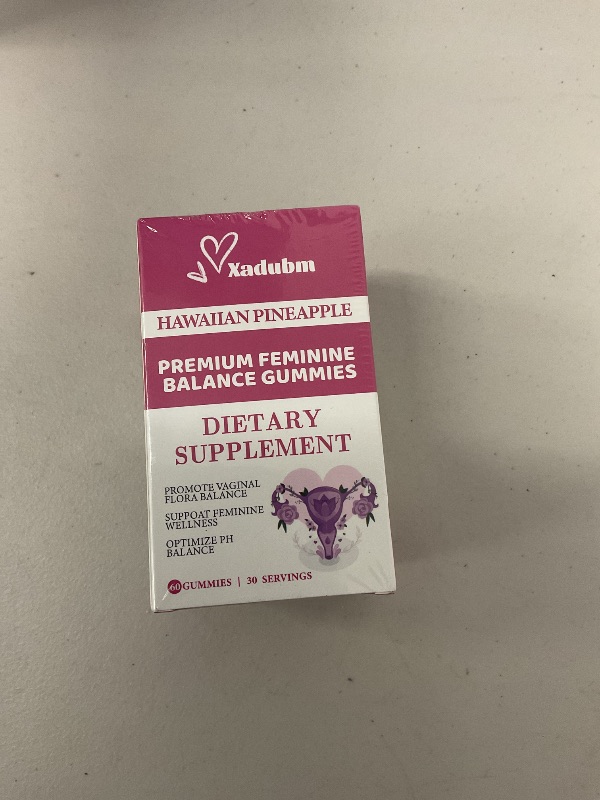 Xadubm
HAWAIIAN PINEAPPLE
PREMIUM FEMININE
BALANCE GUMMIES
DIETARY
SUPPLEMENT
PROMOTE VAGINAL
FLORA BALANCE
SUPPOAT FEMININE
WELLNESS
OPTIMIZE PH
BALANCE
60 GUMMIES | 30 SERVINGS